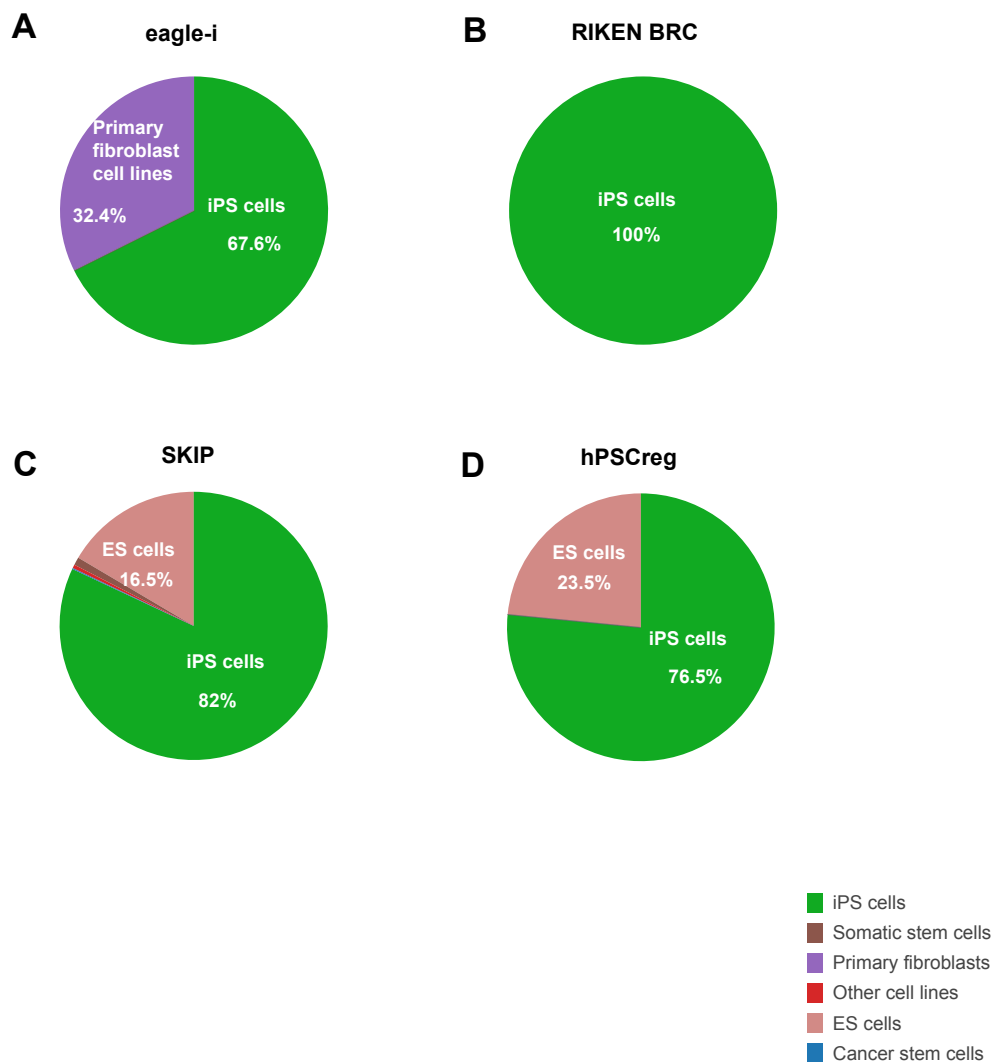 A
eagle-i
Primary
fibroblast
cell lines
32.4%
iPS cells
67.6%
B
RIKEN BRC
iPS cells
100%
C
SKIP
ES cells
16.5%
iPS cells
82%
D
hPSCreg
ES cells
23.5%
iPS cells
76.5%
iPS cells
Somatic stem cells
Primary fibroblasts
Other cell lines
ES cells
Cancer stem cells